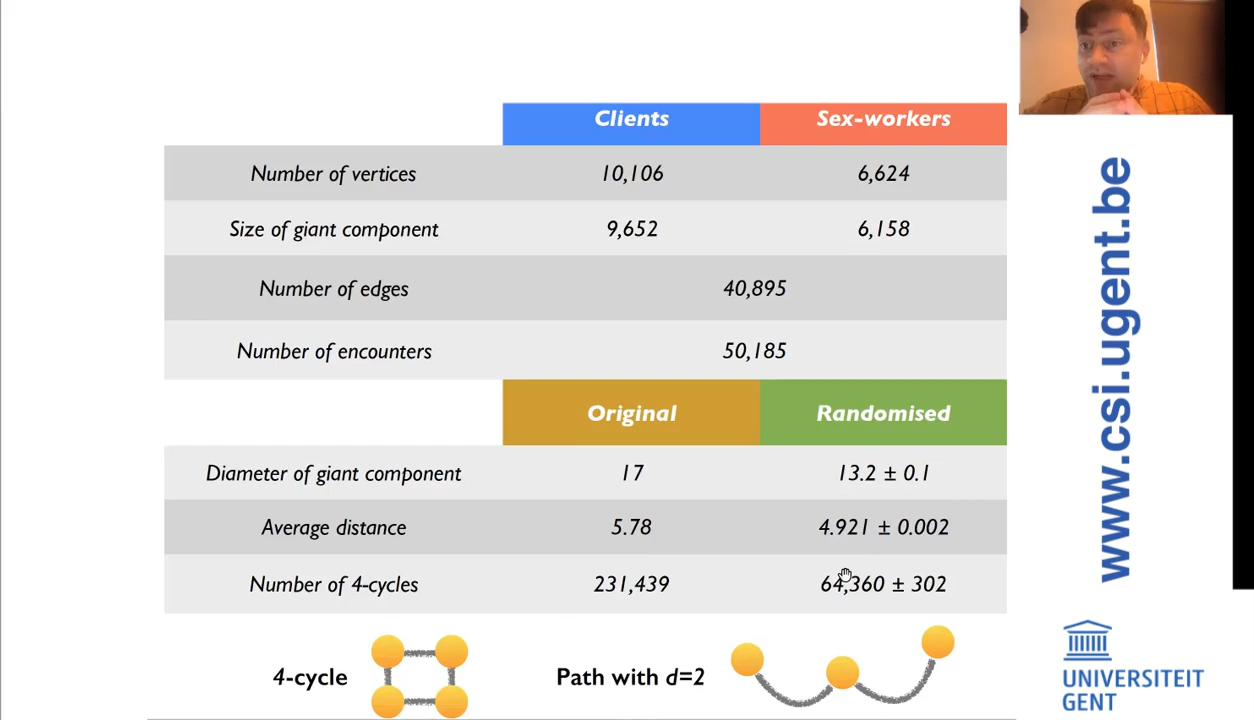 Clients Sex-workers
Number of vertices 10,106 6,624
Size of giant component 9,652 6,158
Number of edges 40,895
Number of encounters 50,185
Original Randomised
Diameter of giant component 17 13.2 ± 0.1
Average distance 5.78 4.921 ± 0.002
Number of 4-cycles 231,439 64,360 ± 302
4-cycle
Path with d=2
www.csi.ugent.be
UNIVERSITEIT
GENT